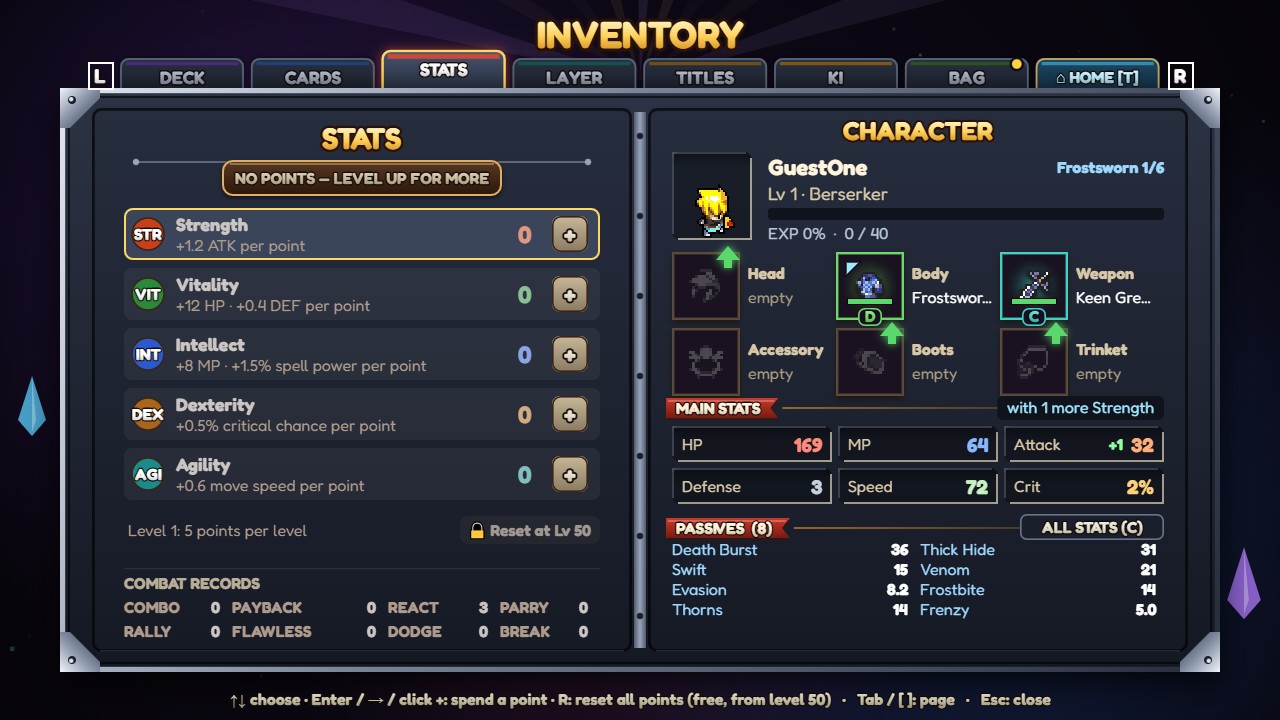 INVENTORY
L
DECK
CARDS
STATS
LAYER
TITLES
KI
BAG
⌂ HOME [T]
R
STATS
NO POINTS — LEVEL UP FOR MORE
STR
Strength
+1.2 ATK per point
0
VIT
Vitality
+12 HP · +0.4 DEF per point
0
INT
Intellect
+8 MP · +1.5% spell power per point
0
DEX
Dexterity
+0.5% critical chance per point
0
AGI
Agility
+0.6 move speed per point
0
Level 1: 5 points per level
Reset at Lv 50
COMBAT RECORDS
COMBO 0 PAYBACK 0 REACT 3 PARRY 0
RALLY 0 FLAWLESS 0 DODGE 0 BREAK 0
CHARACTER
GuestOne
Frostsworn 1/6
Lv 1 · Berserker
EXP 0% · 0 / 40
Head
empty
Body
Frostswor...
D
Weapon
Keen Gre...
C
Accessory
empty
Boots
empty
Trinket
empty
MAIN STATS
with 1 more Strength
HP 169
MP 64
Attack +1 32
Defense 3
Speed 72
Crit 2%
PASSIVES (8)
ALL STATS (C)
Death Burst 36 Thick Hide 31
Swift 15 Venom 21
Evasion 8.2 Frostbite 14
Thorns 14 Frenzy 5.0
↑↓ choose · Enter / → / click +: spend a point · R: reset all points (free, from level 50) · Tab / [ ]: page · Esc: close